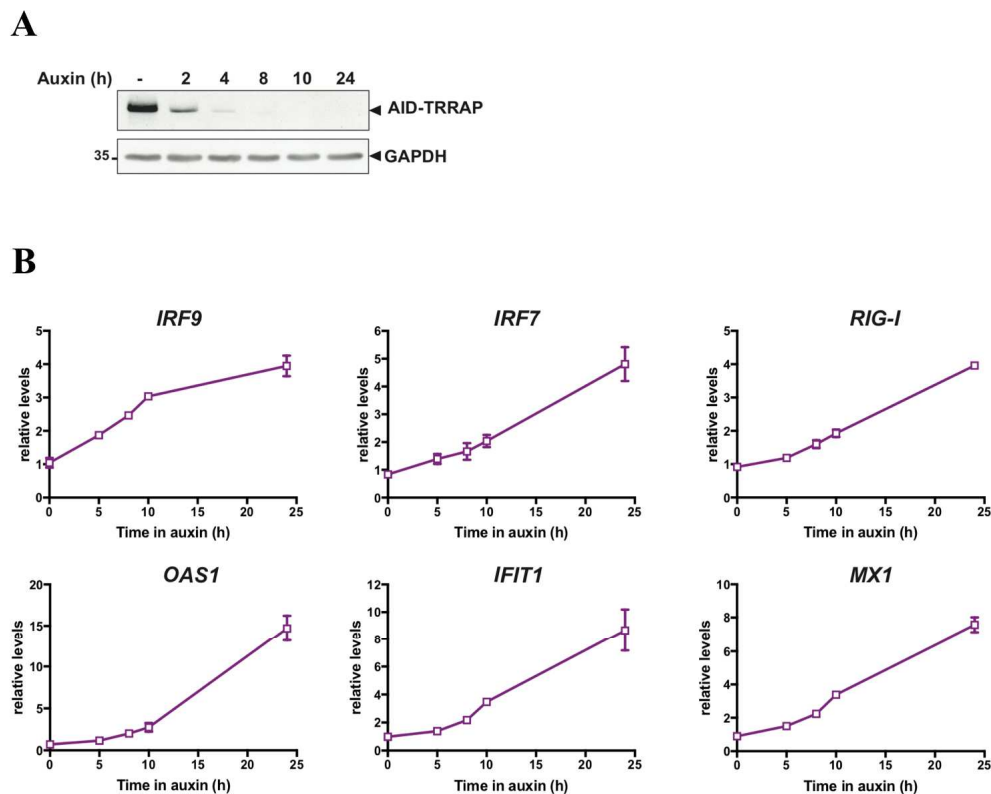 A
Auxin (h) - 2 4 8 10 24
AID-TRRAP
35
GAPDH
B
IRF9
relative levels
5
4
3
2
1
0
0 5 10 15 20 25
Time in auxin (h)
IRF7
relative levels
6
5
4
3
2
1
0
0 5 10 15 20 25
Time in auxin (h)
RIG-I
relative levels
5
4
3
2
1
0
0 5 10 15 20 25
Time in auxin (h)
OAS1
relative levels
20
15
10
5
0
0 5 10 15 20 25
Time in auxin (h)
IFIT1
relative levels
12
10
8
6
4
2
0
0 5 10 15 20 25
Time in auxin (h)
MX1
relative levels
8
6
4
2
0
0 5 10 15 20 25
Time in auxin (h)